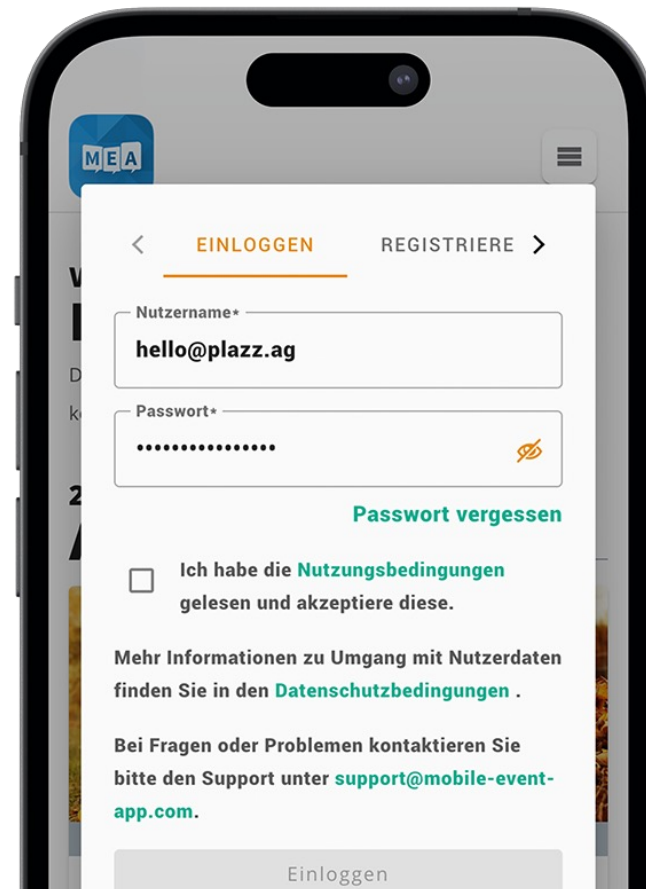 MEA
EINLOGGEN REGISTRIERE
Nutzername*
hello@plazz.ag
Passwort*
••••••••••••••••
Passwort vergessen
Ich habe die Nutzungsbedingungen
gelesen und akzeptiere diese.
Mehr Informationen zu Umgang mit Nutzerdaten
finden Sie in den Datenschutzbedingungen .
Bei Fragen oder Problemen kontaktieren Sie
bitte den Support unter support@mobile-event-
app.com.
Einloggen